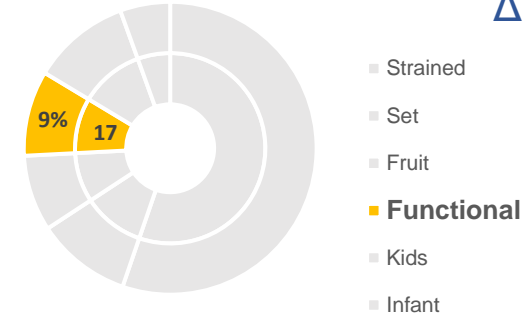 Δ
Strained
Set
Fruit
9%
17
Functional
Kids
Infant